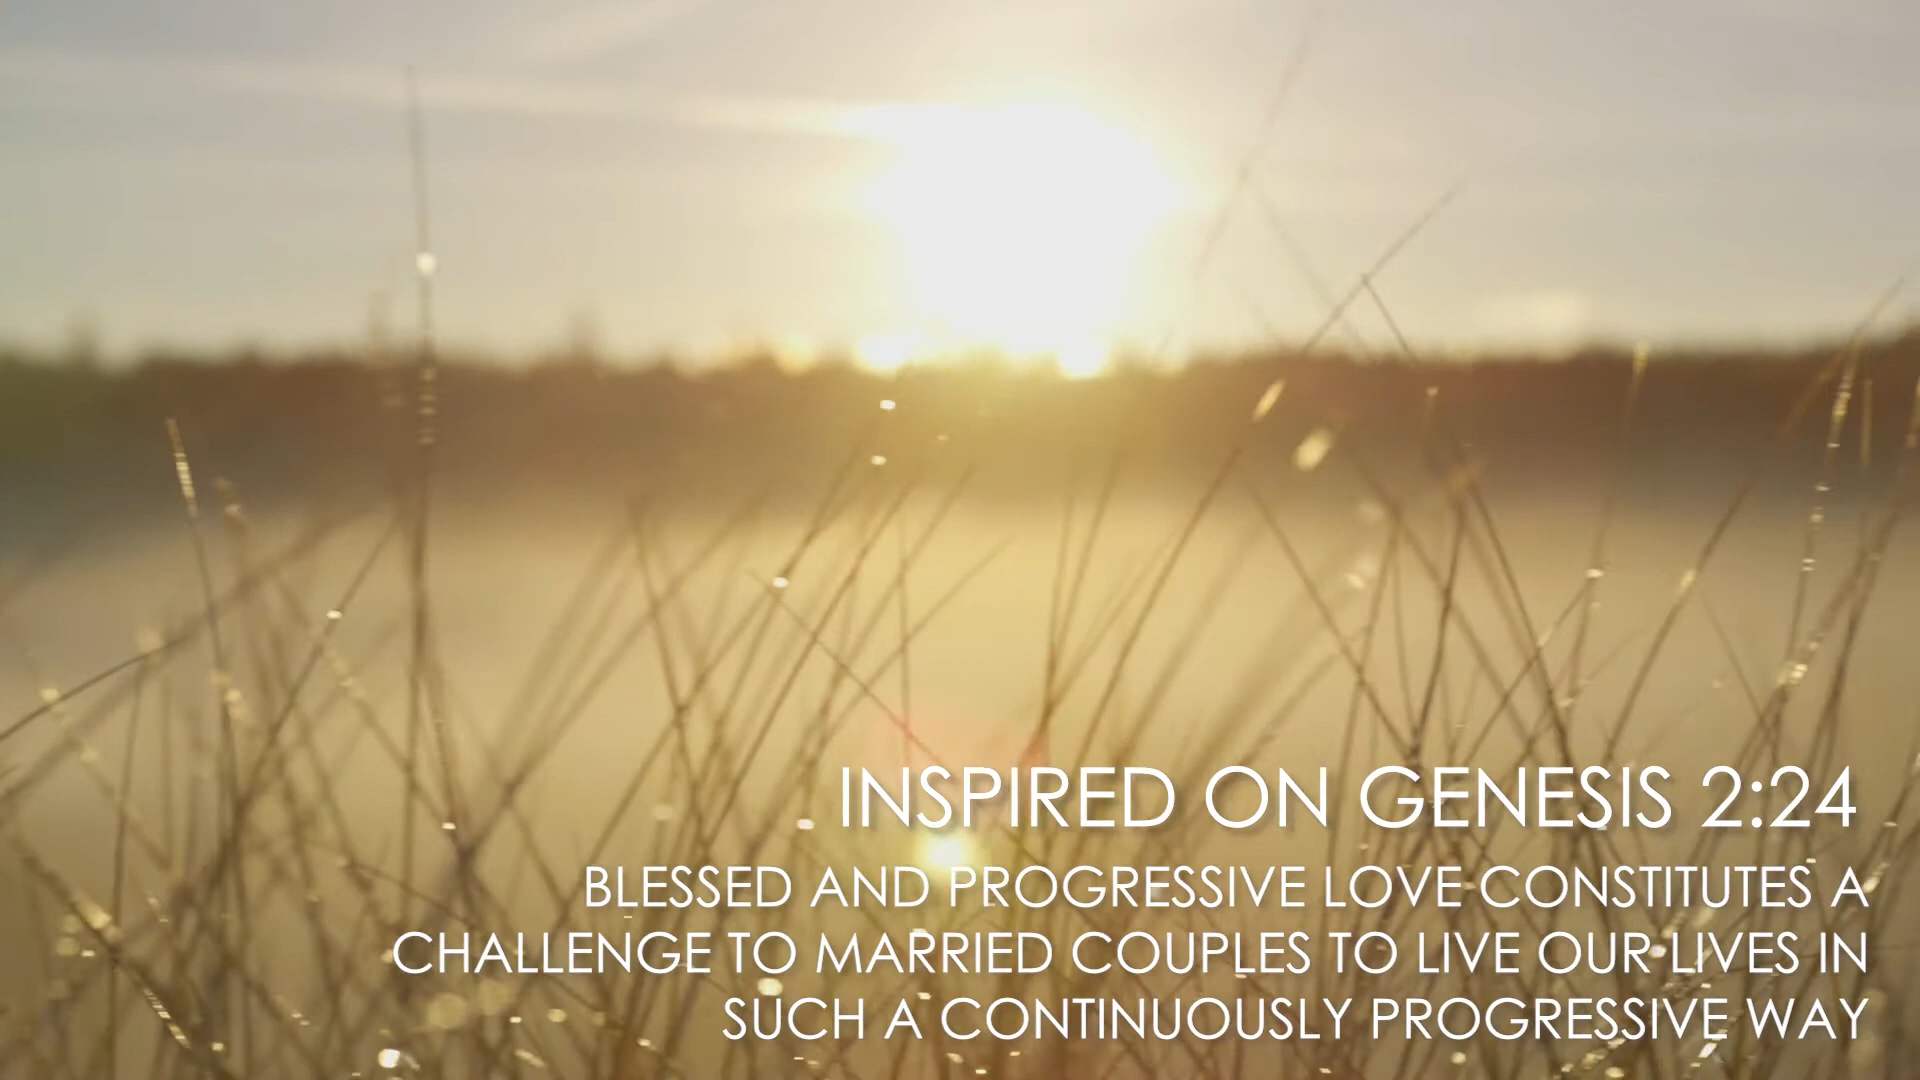 INSPIRED ON GENESIS 2:24
BLESSED AND PROGRESSIVE LOVE CONSTITUTES A
CHALLENGE TO MARRIED COUPLES TO LIVE OUR LIVES IN
SUCH A CONTINUOUSLY PROGRESSIVE WAY